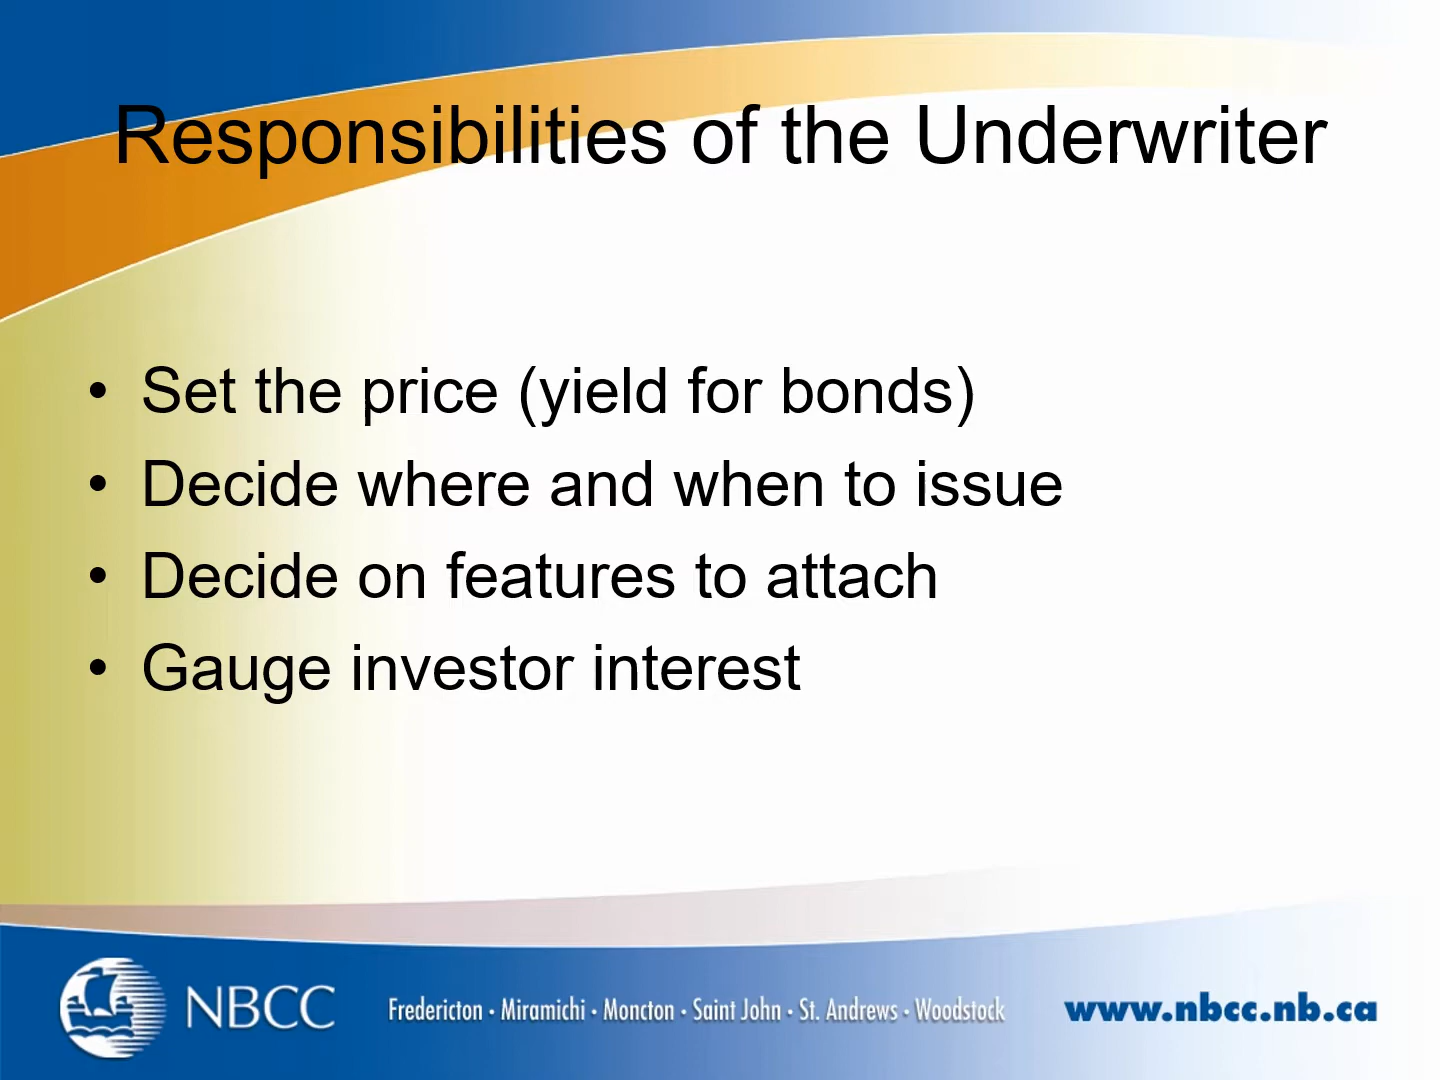 Responsibilities of the Underwriter
• Set the price (yield for bonds)
• Decide where and when to issue
• Decide on features to attach
• Gauge investor interest
NBCC
Fredericton · Miramichi · Moncton · Saint John · St. Andrews · Woodstock
www.nbcc.nb.ca